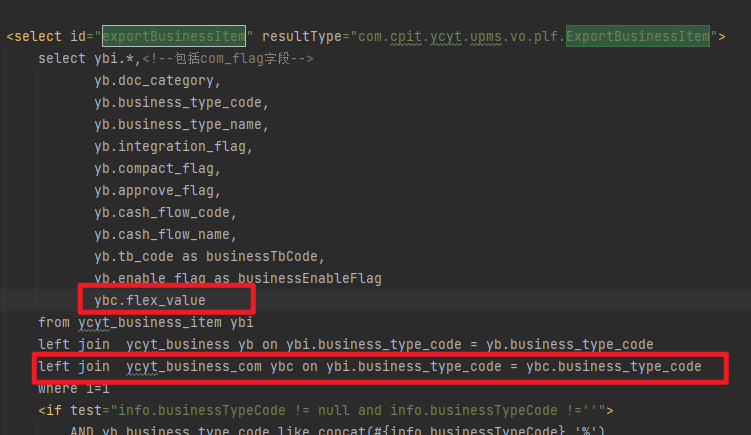 <select id="exportBusinessItem" resultType="com.cpit.ycyt.upms.vo.plf.ExportBusinessItem">
select ybi.*,<!--包括com_flag字段-->
yb.doc_category,
yb.business_type_code,
yb.business_type_name,
yb.integration_flag,
yb.compact_flag,
yb.approve_flag,
yb.cash_flow_code,
yb.cash_flow_name,
yb.tb_code as businessTbCode,
yb.enable_flag as businessEnableFlag
ybc.flex_value
from ycyt_business_item ybi
left join  ycyt_business yb on ybi.business_type_code = yb.business_type_code
left join  ycyt_business_com ybc on ybi.business_type_code = ybc.business_type_code
where 1=1
<if test="info.businessTypeCode != null and info.businessTypeCode !=''">
AND yb.business_type_code like concat(#{info.businessTypeCode},'%')